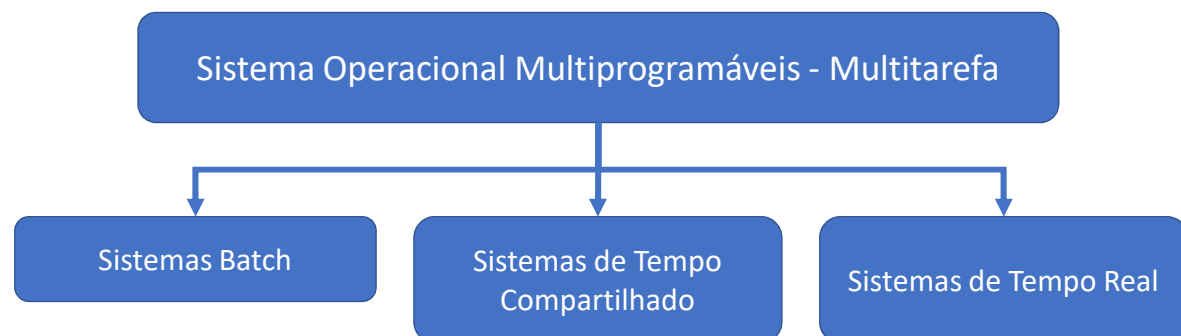 Sistema Operacional Multiprogramáveis - Multitarefa
Sistemas Batch
Sistemas de Tempo
Compartilhado
Sistemas de Tempo Real